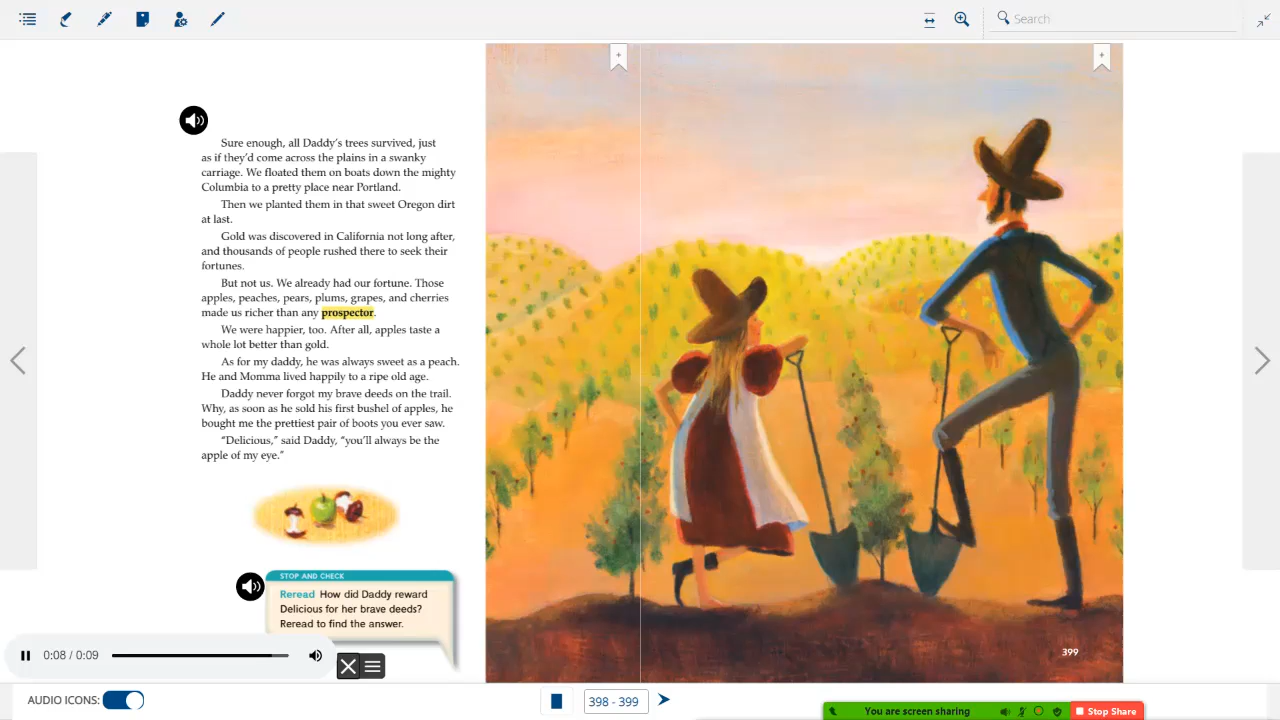 Search
Sure enough, all Daddy's trees survived, just
as if they'd come across the plains in a swanky
carriage. We floated them on boats down the mighty
Columbia to a pretty place near Portland.
Then we planted them in that sweet Oregon dirt
at last.
Gold was discovered in California not long after,
and thousands of people rushed there to seek their
fortunes.
But not us. We already had our fortune. Those
apples, peaches, pears, plums, grapes, and cherries
made us richer than any prospector.
We were happier, too. After all, apples taste a
whole lot better than gold.
As for my daddy, he was always sweet as a peach.
He and Momma lived happily to a ripe old age.
Daddy never forgot my brave deeds on the trail.
Why, as soon as he sold his first bushel of apples, he
bought me the prettiest pair of boots you ever saw.
“Delicious,” said Daddy, “you'll always be the
apple of my eye.”
STOP AND CHECK
Reread How did Daddy reward
Delicious for her brave deeds?
Reread to find the answer.
399
0:08 / 0:09
AUDIO ICONS:
398 - 399
You are screen sharing
Stop Share